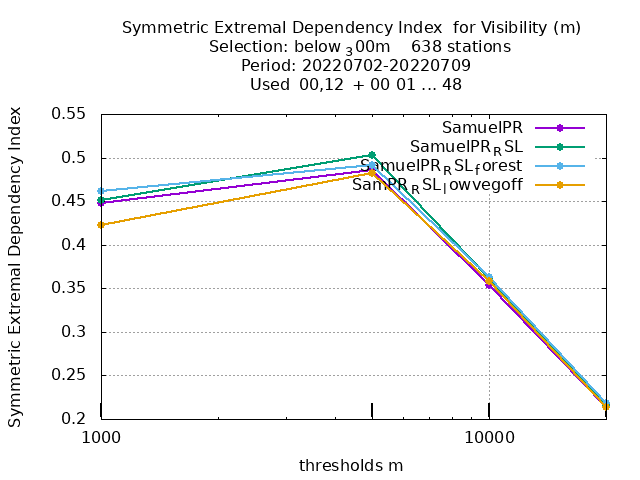 Symmetric Extremal Dependency Index for Visibility (m)
Selection: below ₃00m 638 stations
Period: 20220702-20220709
Used 00,12 + 00 01 ... 48
Symmetric Extremal Dependency Index
0.55
0.5
0.45
0.4
0.35
0.3
0.25
0.2
SamuelPR
SamuelPR_RSL
SamuelPR_RSL_forest
SamPR_RSL_lowvegoff
1000
10000
thresholds m